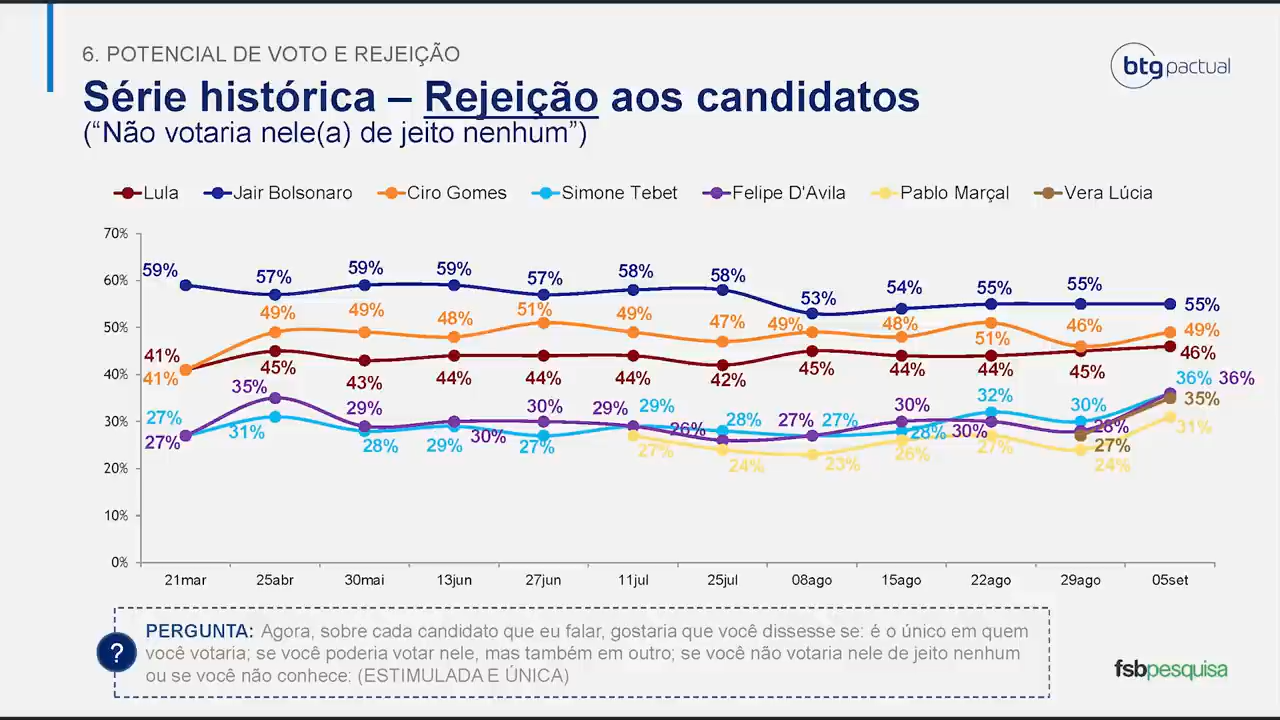 6. POTENCIAL DE VOTO E REJEIÇÃO
btgpactual
Série histórica – Rejeição aos candidatos
(“Não votaria nele(a) de jeito nenhum”)
Lula Jair Bolsonaro Ciro Gomes Simone Tebet Felipe D'Avila Pablo Marçal Vera Lúcia
70%
60%
50%
40%
30%
20%
10%
0%
59% 57% 59% 59% 57% 58% 58% 53% 54% 55% 55% 55%
41% 49% 49% 48% 51% 49% 47% 49% 48% 51% 46% 49%
41% 45% 43% 44% 44% 44% 42% 45% 44% 44% 45% 46%
27% 31% 28% 29% 27% 29% 28% 27% 28% 32% 30% 36%
27% 35% 29% 30% 30% 29% 26% 27% 30% 30% 28% 36%
27% 24% 23% 26% 27% 24% 31%
27% 35%
21mar 25abr 30mai 13jun 27jun 11jul 25jul 08ago 15ago 22ago 29ago 05set
?
PERGUNTA: Agora, sobre cada candidato que eu falar, gostaria que você dissesse se: é o único em quem
você votaria; se você poderia votar nele, mas também em outro; se você não votaria nele de jeito nenhum
ou se você não conhece: (ESTIMULADA E ÚNICA)
fsbpesquisa